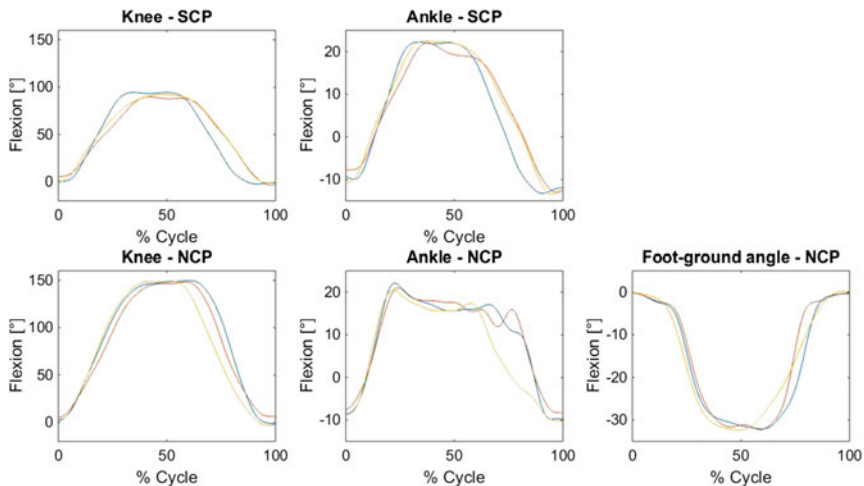 Knee - SCP
Ankle - SCP
150
100
50
0
Flexion [°]
0
50
100
% Cycle
20
10
0
-10
Flexion [°]
0
50
100
% Cycle
Knee - NCP
Ankle - NCP
Foot-ground angle - NCP
150
100
50
0
Flexion [°]
0
50
100
% Cycle
20
10
0
-10
Flexion [°]
0
50
100
% Cycle
0
-10
-20
-30
Flexion [°]
0
50
100
% Cycle